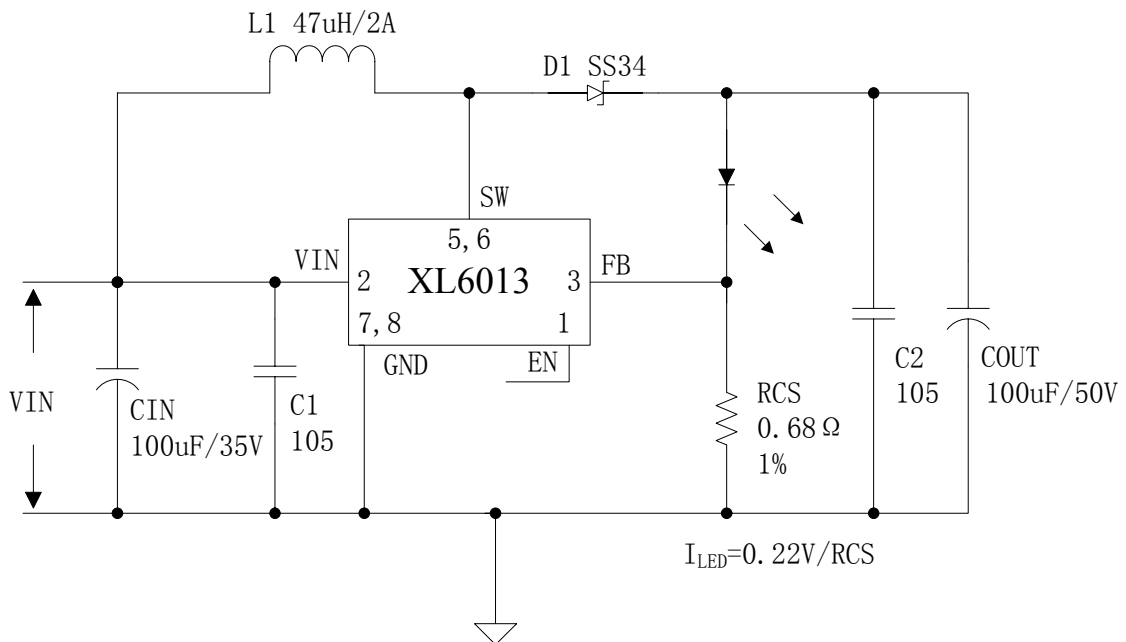 L1 47uH/2A
D1 SS34
SW
5,6
VIN
2
XL6013
3
FB
7,8
1
GND
EN
VIN
CIN
100uF/35V
C1
105
RCS
0.68Ω
1%
C2
105
COUT
100uF/50V
I_LED=0.22V/RCS